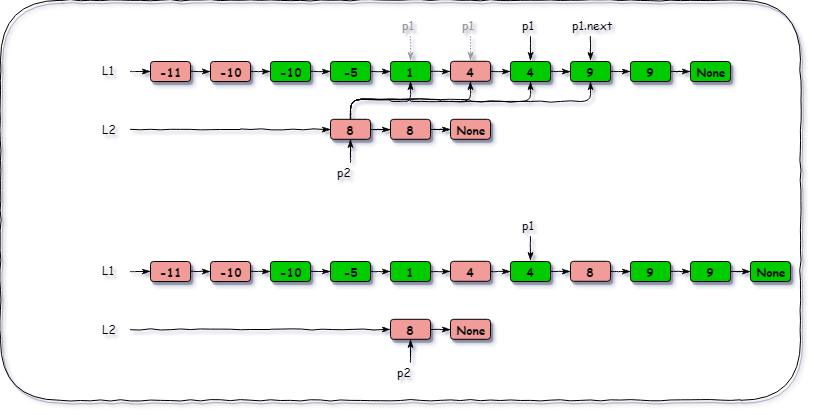 p1 p1 p1 p1.next
L1 -11 -10 -10 -5 1 4 4 9 9 None
L2 8 8 None
p2
p1
L1 -11 -10 -10 -5 1 4 4 8 9 9 None
L2 8 None
p2